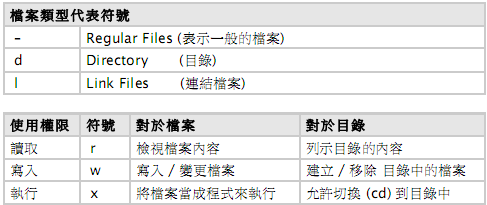 檔案類型代表符號
- Regular Files (表示一般的檔案)
d Directory (目錄)
l Link Files (連結檔案)
使用權限 符號 對於檔案 對於目錄
讀取 r 檢視檔案內容 列示目錄的內容
寫入 w 寫入 / 變更檔案 建立 / 移除 目錄中的檔案
執行 x 將檔案當成程式來執行 允許切換 (cd) 到目錄中